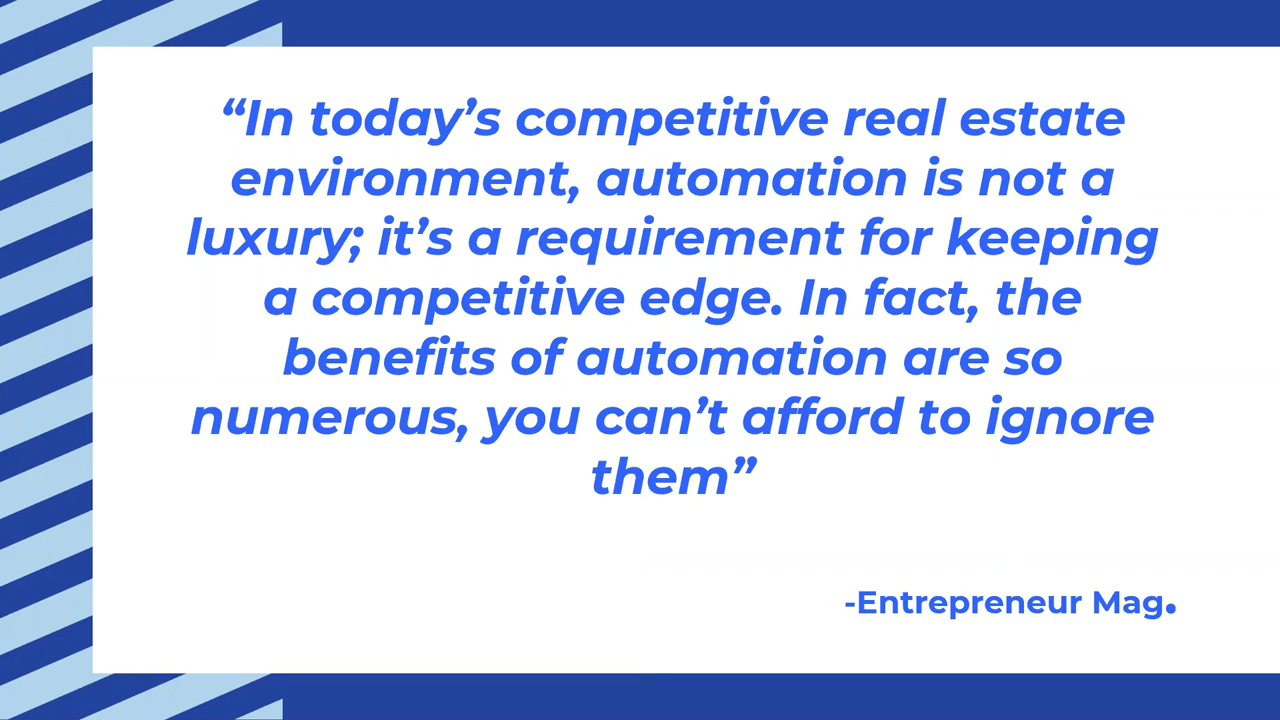 “In today’s competitive real estate
environment, automation is not a
luxury; it’s a requirement for keeping
a competitive edge. In fact, the
benefits of automation are so
numerous, you can’t afford to ignore
them”
-Entrepreneur Mag.